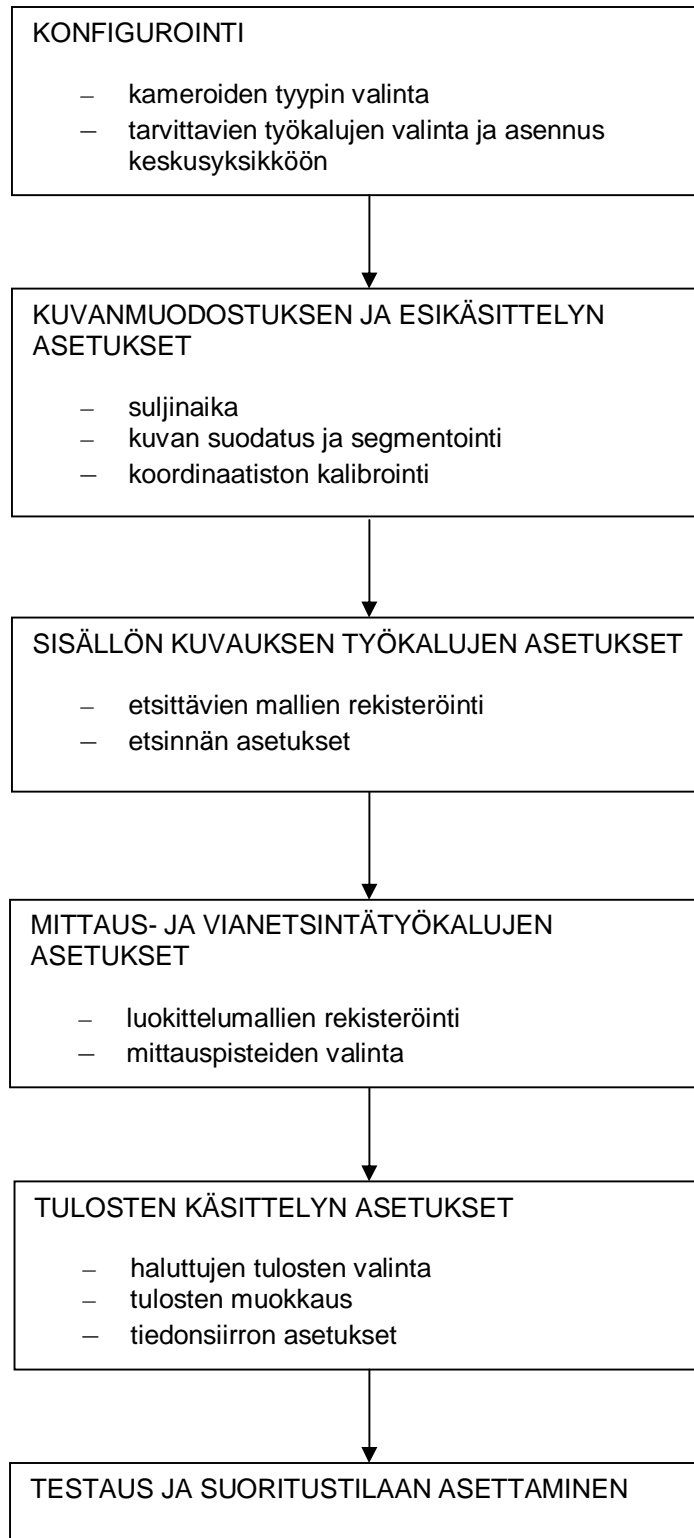 KONFIGUROINTI
– kameroiden tyypin valinta
– tarvittavien työkalujen valinta ja asennus
keskusyksikköön
KUVANMUODOSTUKSEN JA ESIKÄSITTELYN
ASETUKSET
– suljinaika
– kuvan suodatus ja segmentointi
– koordinaatiston kalibrointi
SISÄLLÖN KUVAUKSEN TYÖKALUJEN ASETUKSET
– etsittävien mallien rekisteröinti
– etsinnän asetukset
MITTAUS- JA VIANETSINTÄTYÖKALUJEN
ASETUKSET
– luokittelumallien rekisteröinti
– mittauspisteiden valinta
TULOSTEN KÄSITTELYN ASETUKSET
– haluttujen tulosten valinta
– tulosten muokkaus
– tiedonsiirron asetukset
TESTAUS JA SUORITUSTILAAN ASETTAMINEN